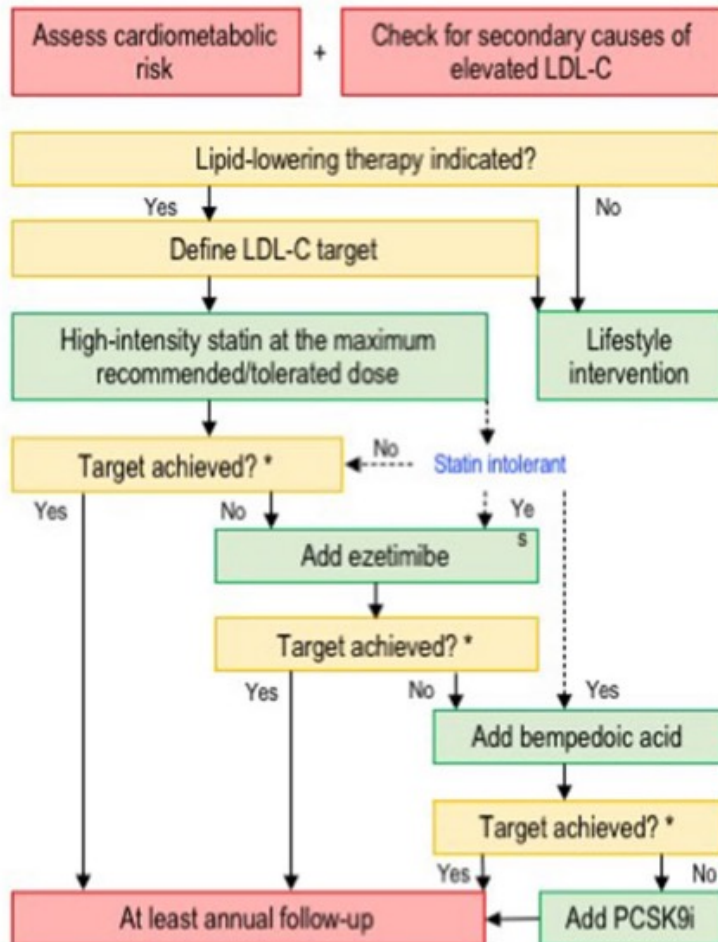 Assess cardiometabolic
risk
+
Check for secondary causes of
elevated LDL-C
Lipid-lowering therapy indicated?
Yes
No
Define LDL-C target
High-intensity statin at the maximum
recommended/tolerated dose
Lifestyle
intervention
Target achieved? *
No
Statin intolerant
Yes
No
Ye
s
Add ezetimibe
Target achieved? *
Yes
No
Yes
Add bempedoic acid
Target achieved? *
Yes
No
At least annual follow-up
Add PCSK9i